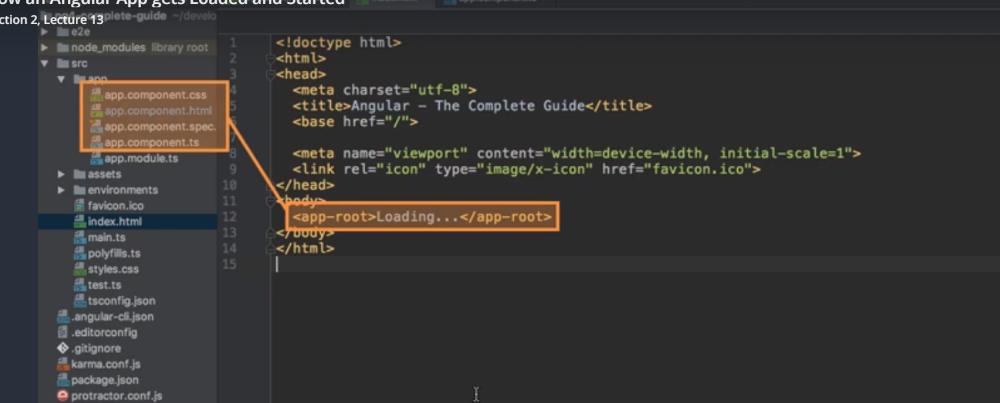 ow an Angular App gets Loaded and Started
ction 2, Lecture 13
complete-guide ~/develo
e2e
node_modules library root
src
app
app.component.css
app.component.html
app.component.spec.
app.component.ts
app.module.ts
assets
environments
favicon.ico
index.html
main.ts
polyfills.ts
styles.css
test.ts
tsconfig.json
.angular-cli.json
.editorconfig
.gitignore
karma.conf.js
package.json
protractor.conf.js
1 <!doctype html>
2 <html>
3 <head>
4 <meta charset="utf-8">
5 <title>Angular - The Complete Guide</title>
6 <base href="/">
7
8 <meta name="viewport" content="width=device-width, initial-scale=1">
9 <link rel="icon" type="image/x-icon" href="favicon.ico">
10 </head>
11 <body>
12 <app-root>Loading...</app-root>
13 </body>
14 </html>
15